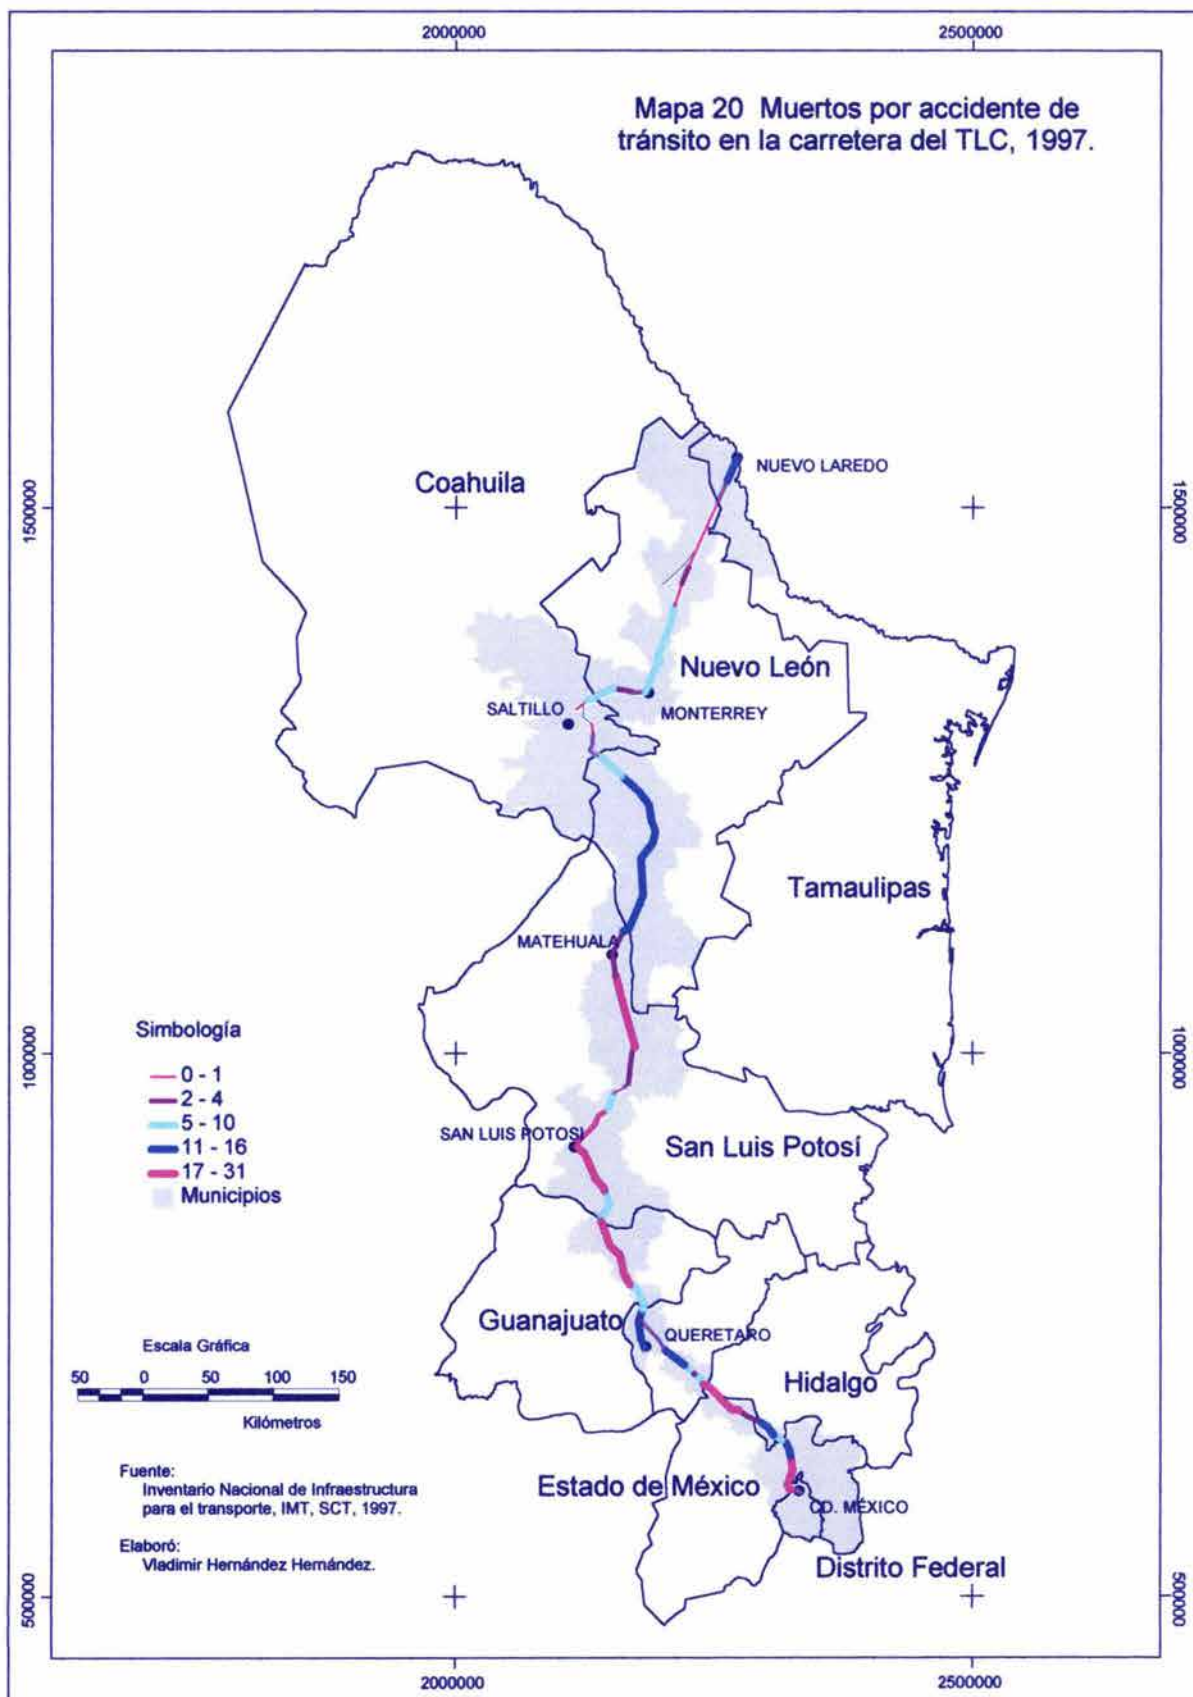 2000000
2500000
Mapa 20 Muertos por accidente de
tránsito en la carretera del TLC, 1997.
NUEVO LAREDO
Coahuila
1500000
1500000
Nuevo León
SALTILLO
MONTERREY
Tamaulipas
MATEHUALA
Simbología
1000000
1000000
0 - 1
2 - 4
5 - 10
11 - 16
17 - 31
Municipios
SAN LUIS POTOSI
San Luis Potosí
Guanajuato
QUERETARO
Escala Gráfica
50 0 50 100 150
Kilómetros
Hidalgo
Fuente:
Inventario Nacional de Infraestructura
para el transporte, IMT, SCT, 1997.
Estado de México
CD. MÉXICO
Elaboró:
Vladimir Hernández Hernández.
Distrito Federal
500000
500000
2000000
2500000